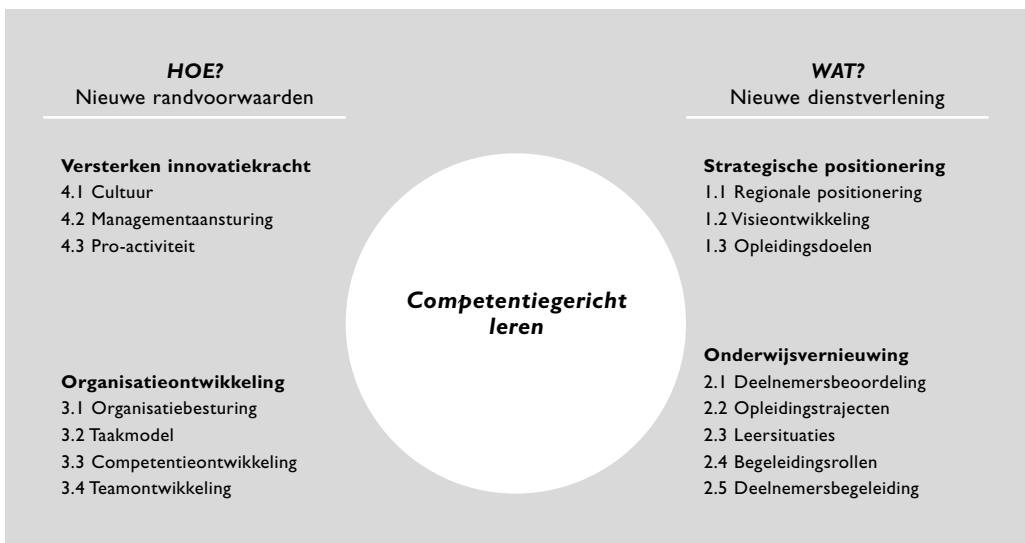 HOE?
Nieuwe randvoorwaarden
Versterken innovatiekracht
4.1 Cultuur
4.2 Managementaansturing
4.3 Pro-activiteit
Organisatieontwikkeling
3.1 Organisatiebesturing
3.2 Taakmodel
3.3 Competentieontwikkeling
3.4 Teamontwikkeling
Competentiegericht
leren
WAT?
Nieuwe dienstverlening
Strategische positionering
1.1 Regionale positionering
1.2 Visieontwikkeling
1.3 Opleidingsdoelen
Onderwijsvernieuwing
2.1 Deelnemersbeoordeling
2.2 Opleidingstrajecten
2.3 Leersituaties
2.4 Begeleidingsrollen
2.5 Deelnemersbegeleiding